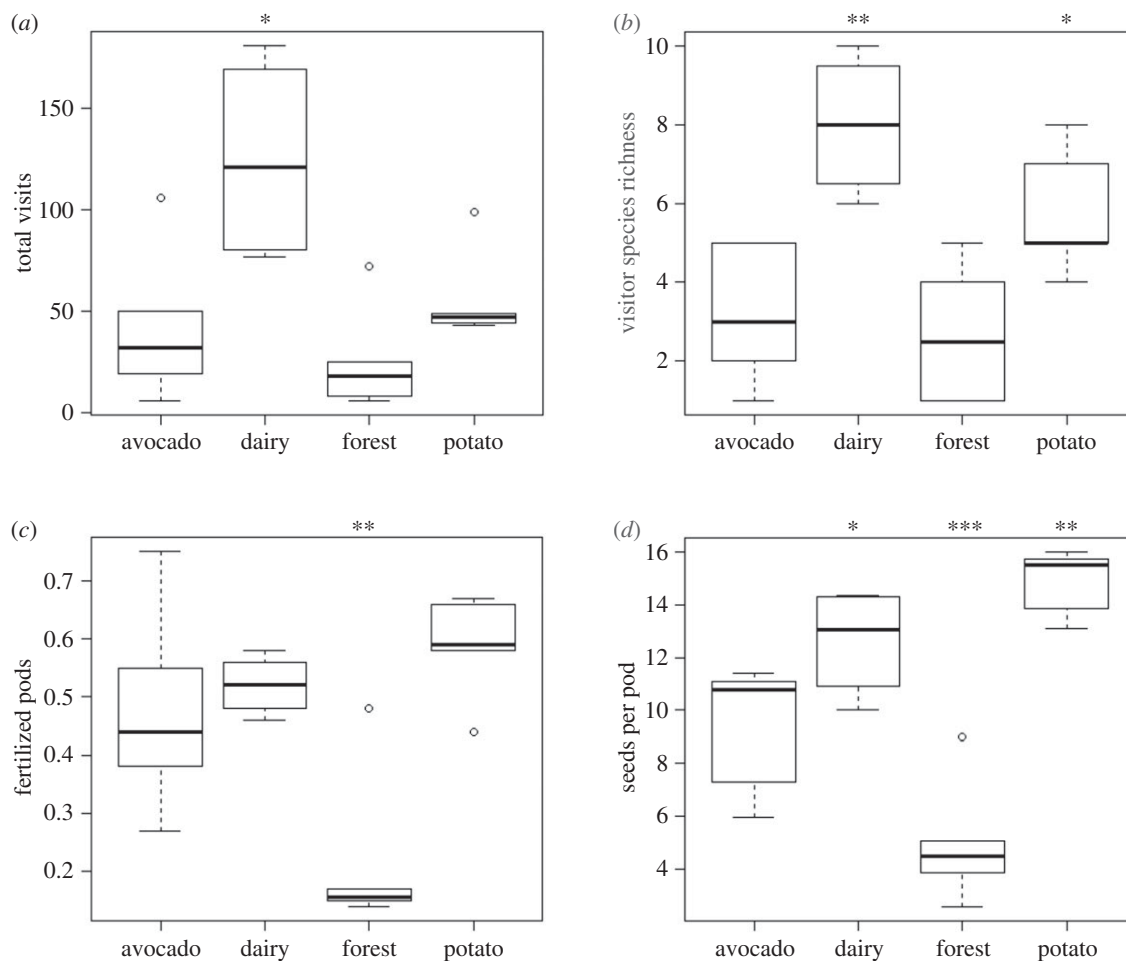 (a)
*
total visits
150
100
50
0
avocado dairy forest potato
(b)
** *
visitor species richness
10
8
6
4
2
avocado dairy forest potato
(c)
**
fertilized pods
0.7
0.6
0.5
0.4
0.3
0.2
avocado dairy forest potato
(d)
* *** **
seeds per pod
16
14
12
10
8
6
4
avocado dairy forest potato